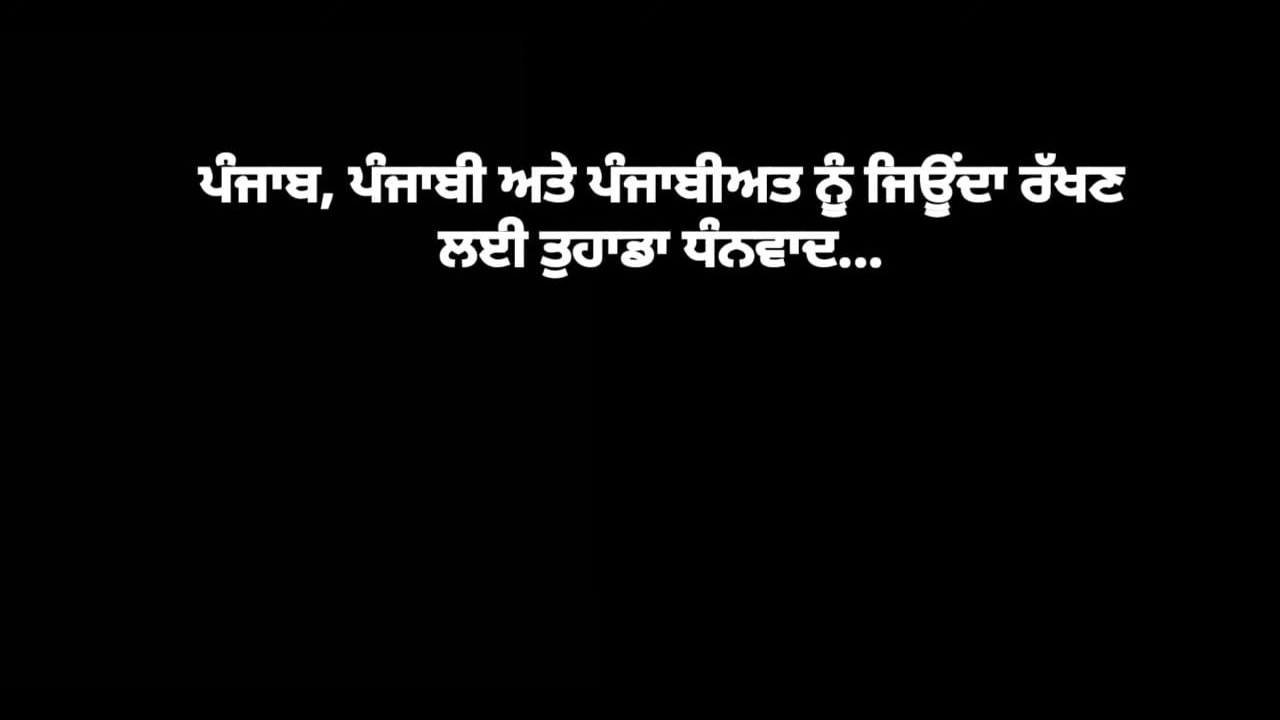 ਪੰਜਾਬ, ਪੰਜਾਬੀ ਅਤੇ ਪੰਜਾਬੀਅਤ ਨੂੰ ਜਿਊਂਦਾ ਰੱਖਣ
ਲਈ ਤੁਹਾਡਾ ਧੰਨਵਾਦ...